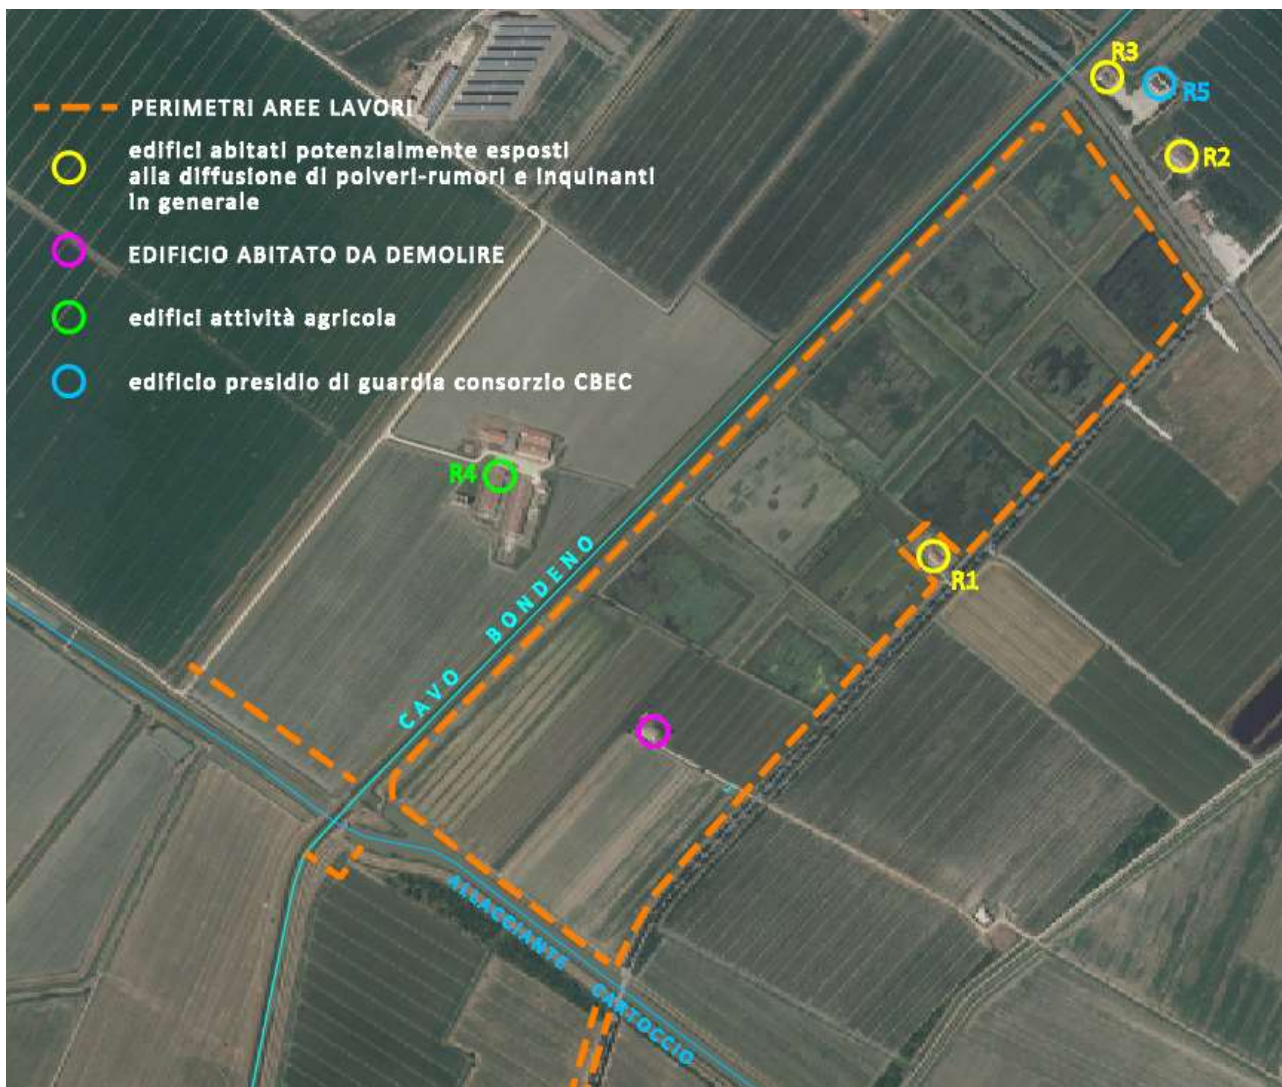 PERIMETRI AREE LAVORI
edifici abitati potenzialmente esposti
alla diffusione di polveri-rumori e inquinanti
in generale
EDIFICIO ABITATO DA DEMOLIRE
edifici attività agricola
edificio presidio di guardia consorzio CBEC
R3
R5
R2
R4
R1
CAVO BONDENO
ALLACCIANTE CARTOCCIO